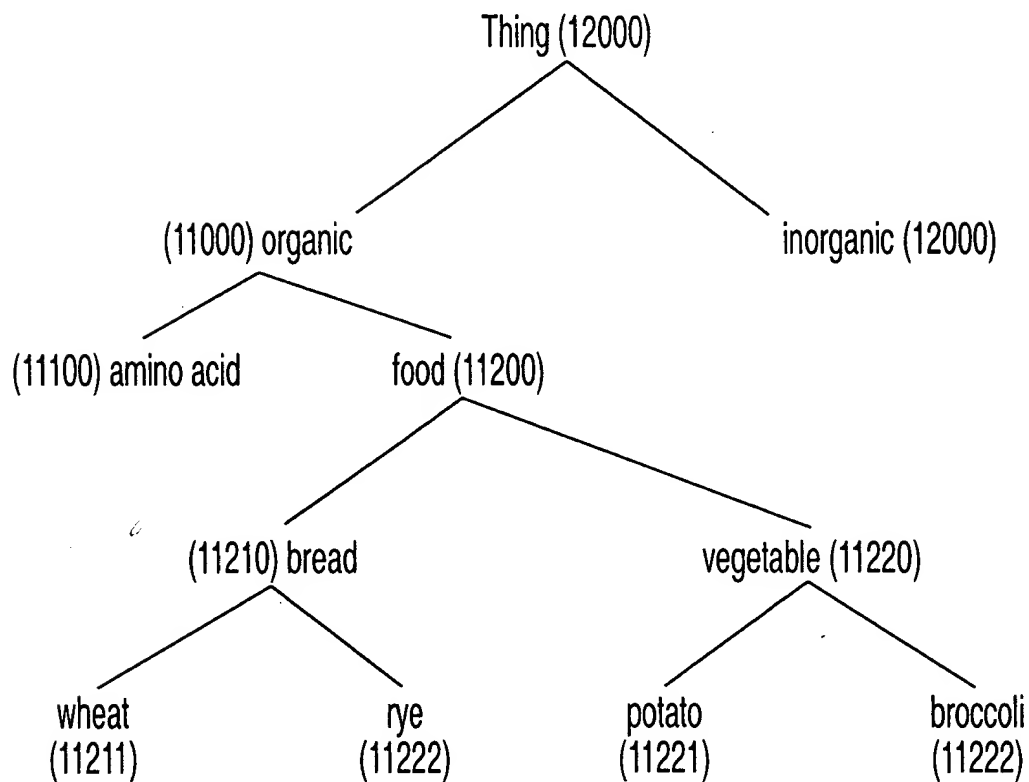 Thing (12000)
(11000) organic
inorganic (12000)
(11100) amino acid
food (11200)
(11210) bread
vegetable (11220)
wheat
(11211)
rye
(11222)
potato
(11221)
broccoli
(11222)